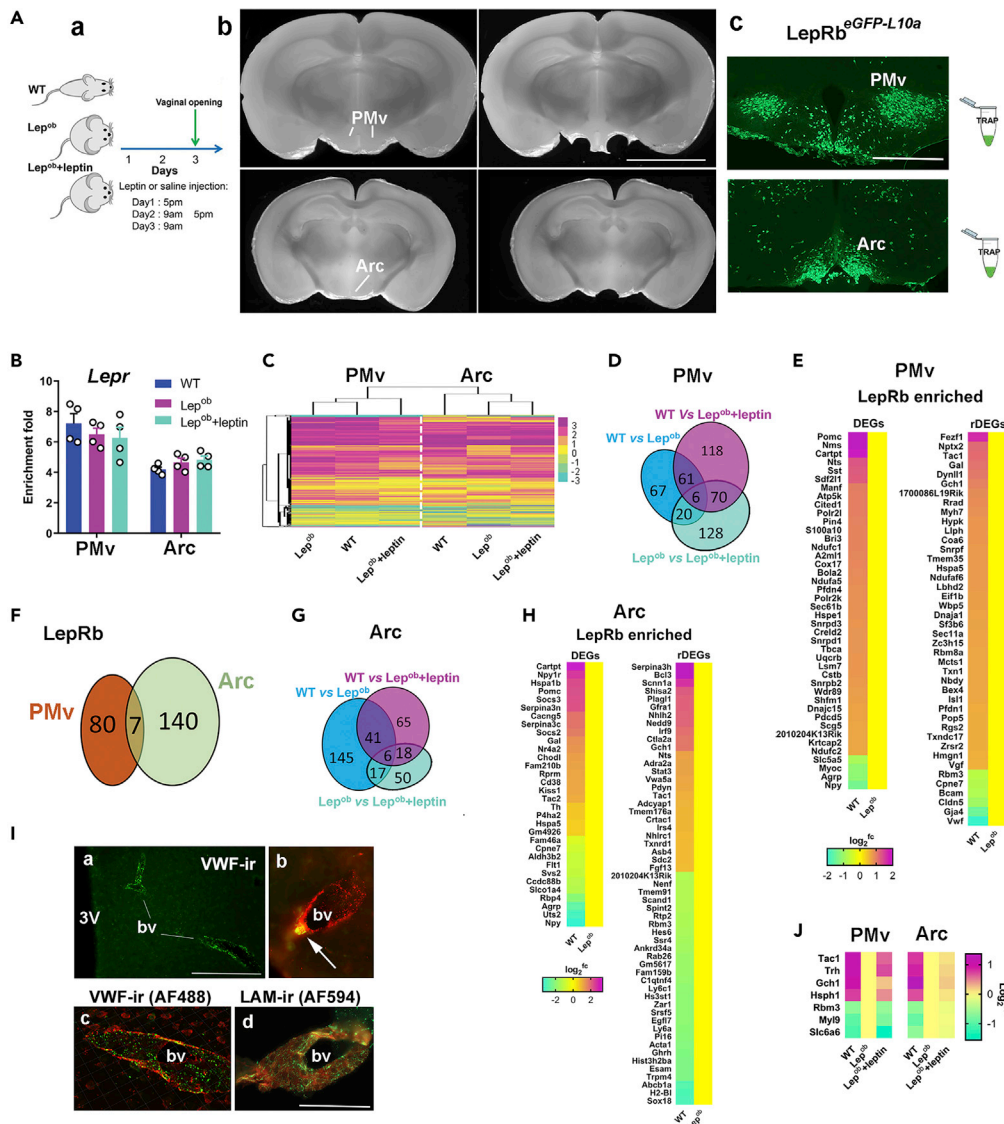 A
a
WT
Lep^ob
Lep^ob+leptin
Vaginal opening
1 2 3
Days
Leptin or saline injection:
Day1 : 5pm
Day2 : 9am 5pm
Day3 : 9am
b
PMv
Arc
c
LepRb^eGFP-L10a
PMv
TRAP
Arc
TRAP
B
Lepr
WT
Lep^ob
Lep^ob+leptin
Enrichment fold
10
8
6
4
2
0
PMv Arc
C
PMv Arc
3
2
1
0
-1
-2
-3
Lep^ob WT Lep^ob+leptin WT Lep^ob Lep^ob+leptin
D
PMv
WT Vs Lep^ob+leptin
WT vs Lep^ob
118
67 61
6 70
20
128
Lep^ob vs Lep^ob+leptin
E
PMv
LepRb enriched
DEGs
Pomc
Nms
Cartpt
Nts
Sst
Sdf2l1
Manf
Atp5k
Cited1
Polr2l
Pin4
S100a10
Bri3
Ndufc1
A2ml1
Cox17
Bola2
Ndufa5
Pfdn4
Polr2k
Sec61b
Hspe1
Snrpd3
Creld2
Snrpd1
Tbca
Uqcrb
Lsm7
Cstb
Snrpb2
Wdr89
Shfm1
Dnajc15
Pdcd5
Scg5
2010204K13Rik
Krtcap2
Ndufc2
Slc5a5
Myoc
Agrp
Npy
WT Lep^ob
rDEGs
Fezf1
Nptx2
Tac1
Gal
Dynll1
Gch1
1700086L19Rik
Rrad
Myh7
Hypk
Llph
Coa6
Snrpf
Tmem35
Hspa5
Ndufaf6
Lbhd2
Eif1b
Wbp5
Dnaja1
Sf3b6
Sec11a
Zc3h15
Rbm8a
Mcts1
Txn1
Nbdy
Bex4
Isl1
Pfdn1
Pop5
Rgs2
Txndc17
Zrsr2
Hmgn1
Vgf
Rbm3
Cpne7
Bcam
Cldn5
Gja4
Vwf
WT Lep^ob
log2^fc
-2 -1 0 1 2
F
LepRb
Arc
PMv
80 7 140
G
Arc
WT vs Lep^ob+leptin
WT vs Lep^ob
65
41
145 6 18
17 50
Lep^ob vs Lep^ob+leptin
H
Arc
LepRb enriched
DEGs
Cartpt
Npy1r
Hspa1b
Pomc
Socs3
Serpina3n
Cacng5
Serpina3c
Socs2
Gal
Nr4a2
Chodl
Fam210b
Rprm
Cd38
Kiss1
Tac2
Th
P4ha2
Hspa5
Gm4926
Fam46a
Cpne7
Aldh3b2
Flt1
Svs2
Ccdc88b
Slco1a4
Rbp4
Agrp
Uts2
Npy
WT Lep^ob
log2^fc
-2 0 2
rDEGs
Serpina3h
Bcl3
Scnn1a
Shisa2
Plagl1
Gfra1
Nhlh2
Nedd9
Irf9
Ctla2a
Gch1
Nts
Adra2a
Stat3
Vwa5a
Pdyn
Tac1
Adcyap1
Tmem176a
Crtac1
Irs4
Nhlrc1
Txnrd1
Asb4
Sdc2
Fgf13
2010204K13Rik
Nenf
Tmem91
Scand1
Spint2
Rtp2
Rbm3
Hes6
Ssr4
Ankrd34a
Rab26
Gm5617
Fam159b
C1qtnf4
Ly6c1
Hs3st1
Zar1
Srsf5
Egfl7
Ly6a
Pi16
Acta1
Ghrh
Hist3h2ba
Esam
Trpm4
Abcb1a
H2-Bl
Sox18
WT Lep^ob
I
a
VWF-ir
3V
bv
b
bv
VWF-ir (AF488) LAM-ir (AF594)
c
bv
d
bv
J
PMv Arc
Tac1
Trh
Gch1
Hsph1
Rbm3
Myl9
Slc6a6
WT Lep^ob Lep^ob+leptin WT Lep^ob Lep^ob+leptin
1
0
-1
Log2